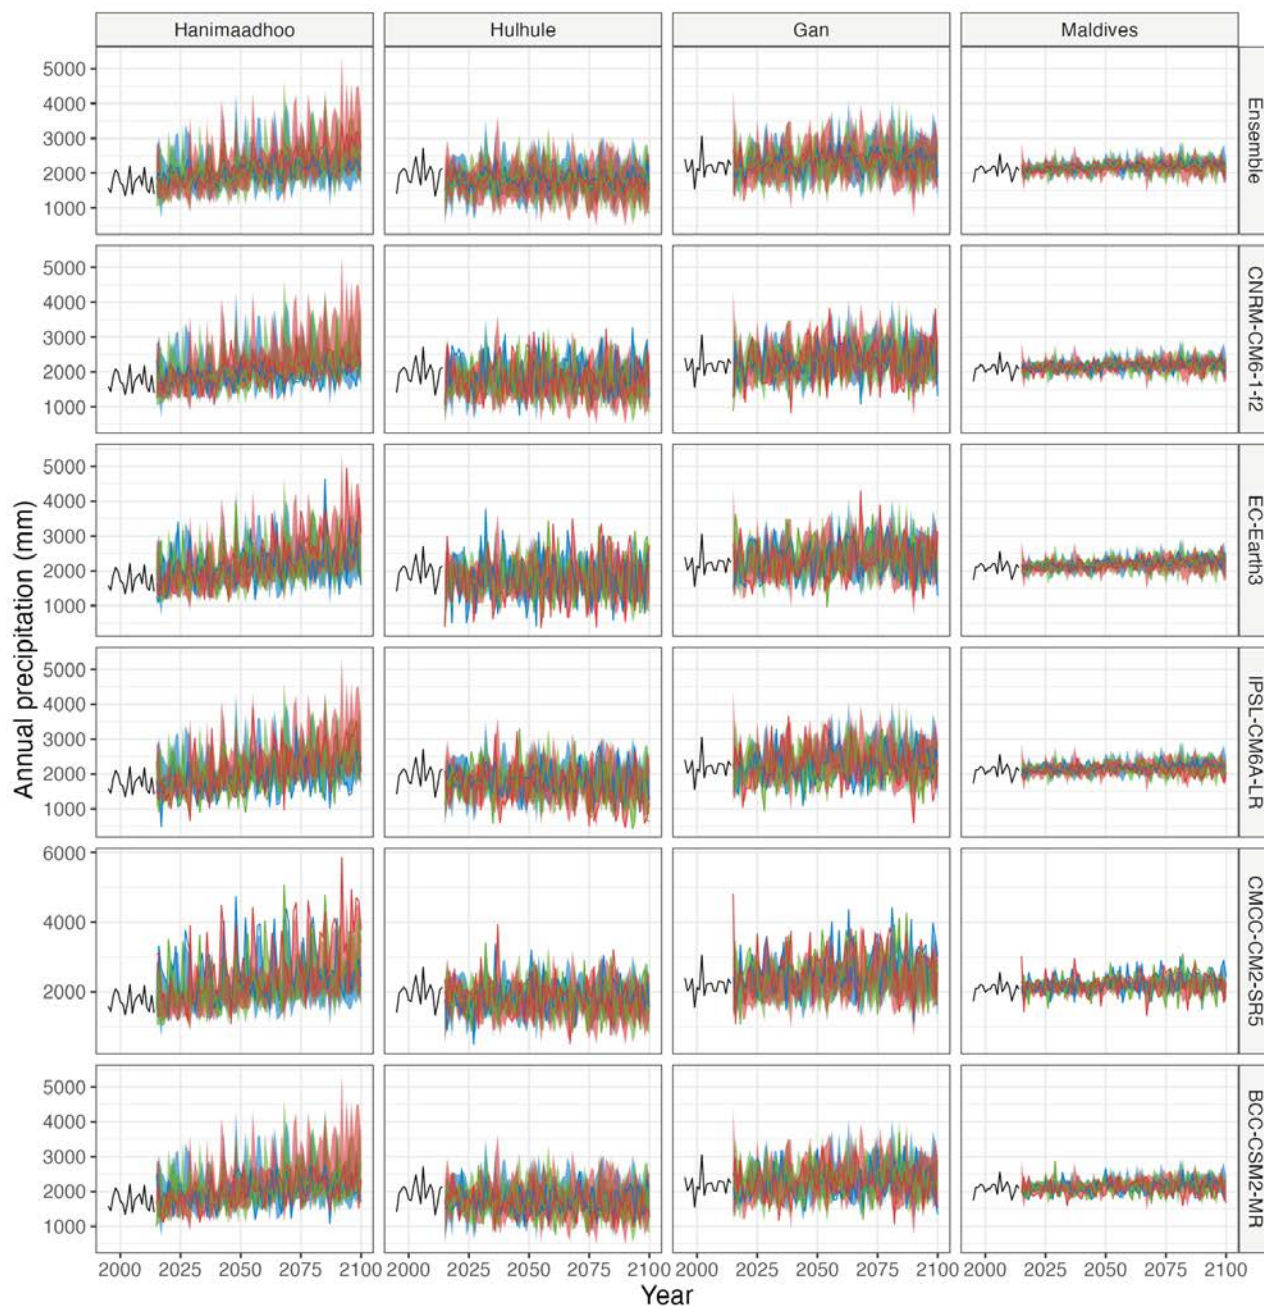 Hanimaadhoo Hulhule Gan Maldives
5000
4000
3000
2000
1000
Ensemble
5000
4000
3000
2000
1000
CNRM-CM6-1-f2
5000
4000
3000
2000
1000
EC-Earth3
Annual precipitation (mm)
5000
4000
3000
2000
1000
IPSL-CM6A-LR
6000
4000
2000
CMCC-CM2-SR5
5000
4000
3000
2000
1000
BCC-CSM2-MR
2000 2025 2050 2075 2100 2000 2025 2050 2075 2100 2000 2025 2050 2075 2100 2000 2025 2050 2075 2100
Year